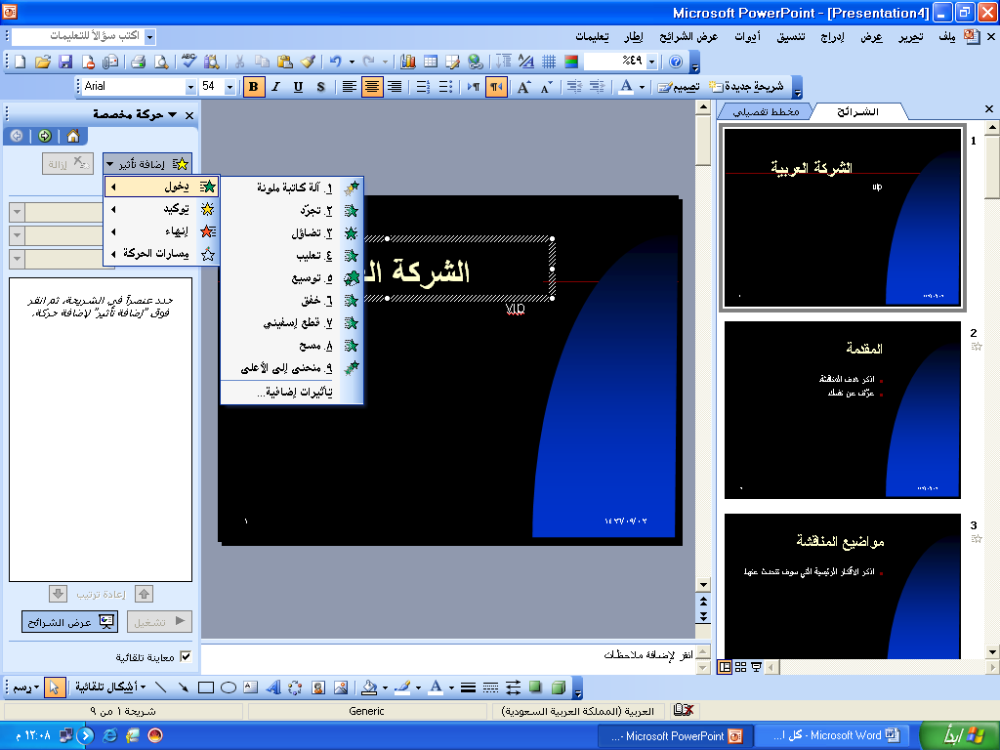 Microsoft PowerPoint - [Presentation4]
ملف تحرير عرض إدراج تنسيق أدوات عرض الشرائح إطار تعليمات
اكتب سؤالاً للتعليمات
٤٩%
Arial 54 B I U S
تصميم شريحة جديدة
الشرائح مخطط تفصيلي
1
الشركة العربية
vip
2
المقدمة
اذكر هدف المناقشة
عرّف عن نفسك
3
مواضيع المناقشة
اذكر الأفكار الرئيسية التي سوف تتحدث عنها.
الشركة ال
vip
١
١٤٢٦/٠٩/٠٢
حركة مخصصة
إضافة تأثير
إزالة
دخول
توكيد
إنهاء
مسارات الحركة
١. آلة كاتبة ملونة
٢. تجرّد
٣. تضاؤل
٤. تعليب
٥. توسيع
٦. خفق
٧. قطع إسفيني
٨. مسح
٩. منحنى إلى الأعلى
تأثيرات إضافية...
حدد عنصراً في الشريحة، ثم انقر
فوق "إضافة تأثير" لإضافة حركة.
إعادة ترتيب
تشغيل
عرض الشرائح
معاينة تلقائية
انقر لإضافة ملاحظات
رسم أشكال تلقائية
العربية (المملكة العربية السعودية)
Generic
شريحة ١ من ٩
ابدأ
Microsoft Word - كل ا...
Microsoft PowerPoint -...
١٢:٠٨ م